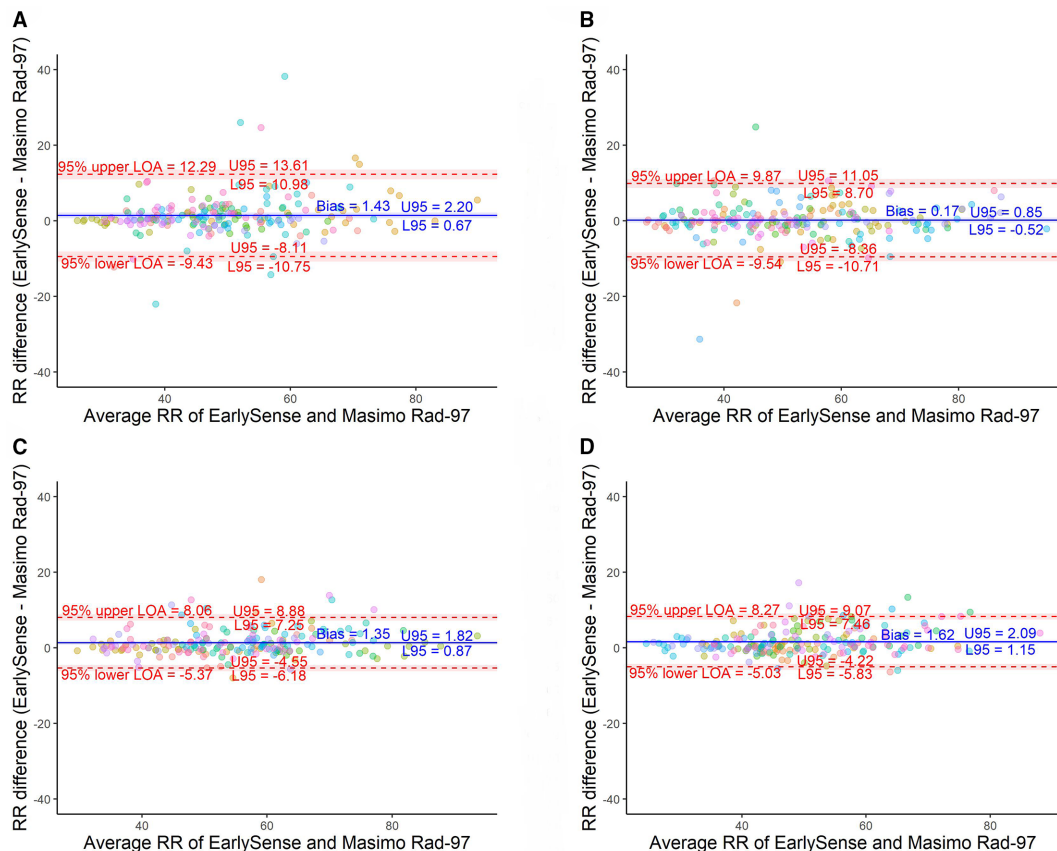 A
RR difference (EarlySense - Masimo Rad-97)
40
20
0
-20
-40
95% upper LOA = 12.29
U95 = 13.61
L95 = 10.98
Bias = 1.43
U95 = 2.20
L95 = 0.67
U95 = -8.11
95% lower LOA = -9.43
L95 = -10.75
40
60
80
Average RR of EarlySense and Masimo Rad-97
B
RR difference (EarlySense - Masimo Rad-97)
40
20
0
-20
-40
95% upper LOA = 9.87
U95 = 11.05
L95 = 8.70
Bias = 0.17
U95 = 0.85
L95 = -0.52
U95 = -8.36
95% lower LOA = -9.54
L95 = -10.71
40
60
80
Average RR of EarlySense and Masimo Rad-97
C
RR difference (EarlySense - Masimo Rad-97)
40
20
0
-20
-40
95% upper LOA = 8.06
U95 = 8.88
L95 = 7.25
Bias = 1.35
U95 = 1.82
L95 = 0.87
U95 = -4.55
95% lower LOA = -5.37
L95 = -6.18
40
60
80
Average RR of EarlySense and Masimo Rad-97
D
RR difference (EarlySense - Masimo Rad-97)
40
20
0
-20
-40
95% upper LOA = 8.27
U95 = 9.07
L95 = 7.46
Bias = 1.62
U95 = 2.09
L95 = 1.15
U95 = -4.22
95% lower LOA = -5.03
L95 = -5.83
40
60
80
Average RR of EarlySense and Masimo Rad-97